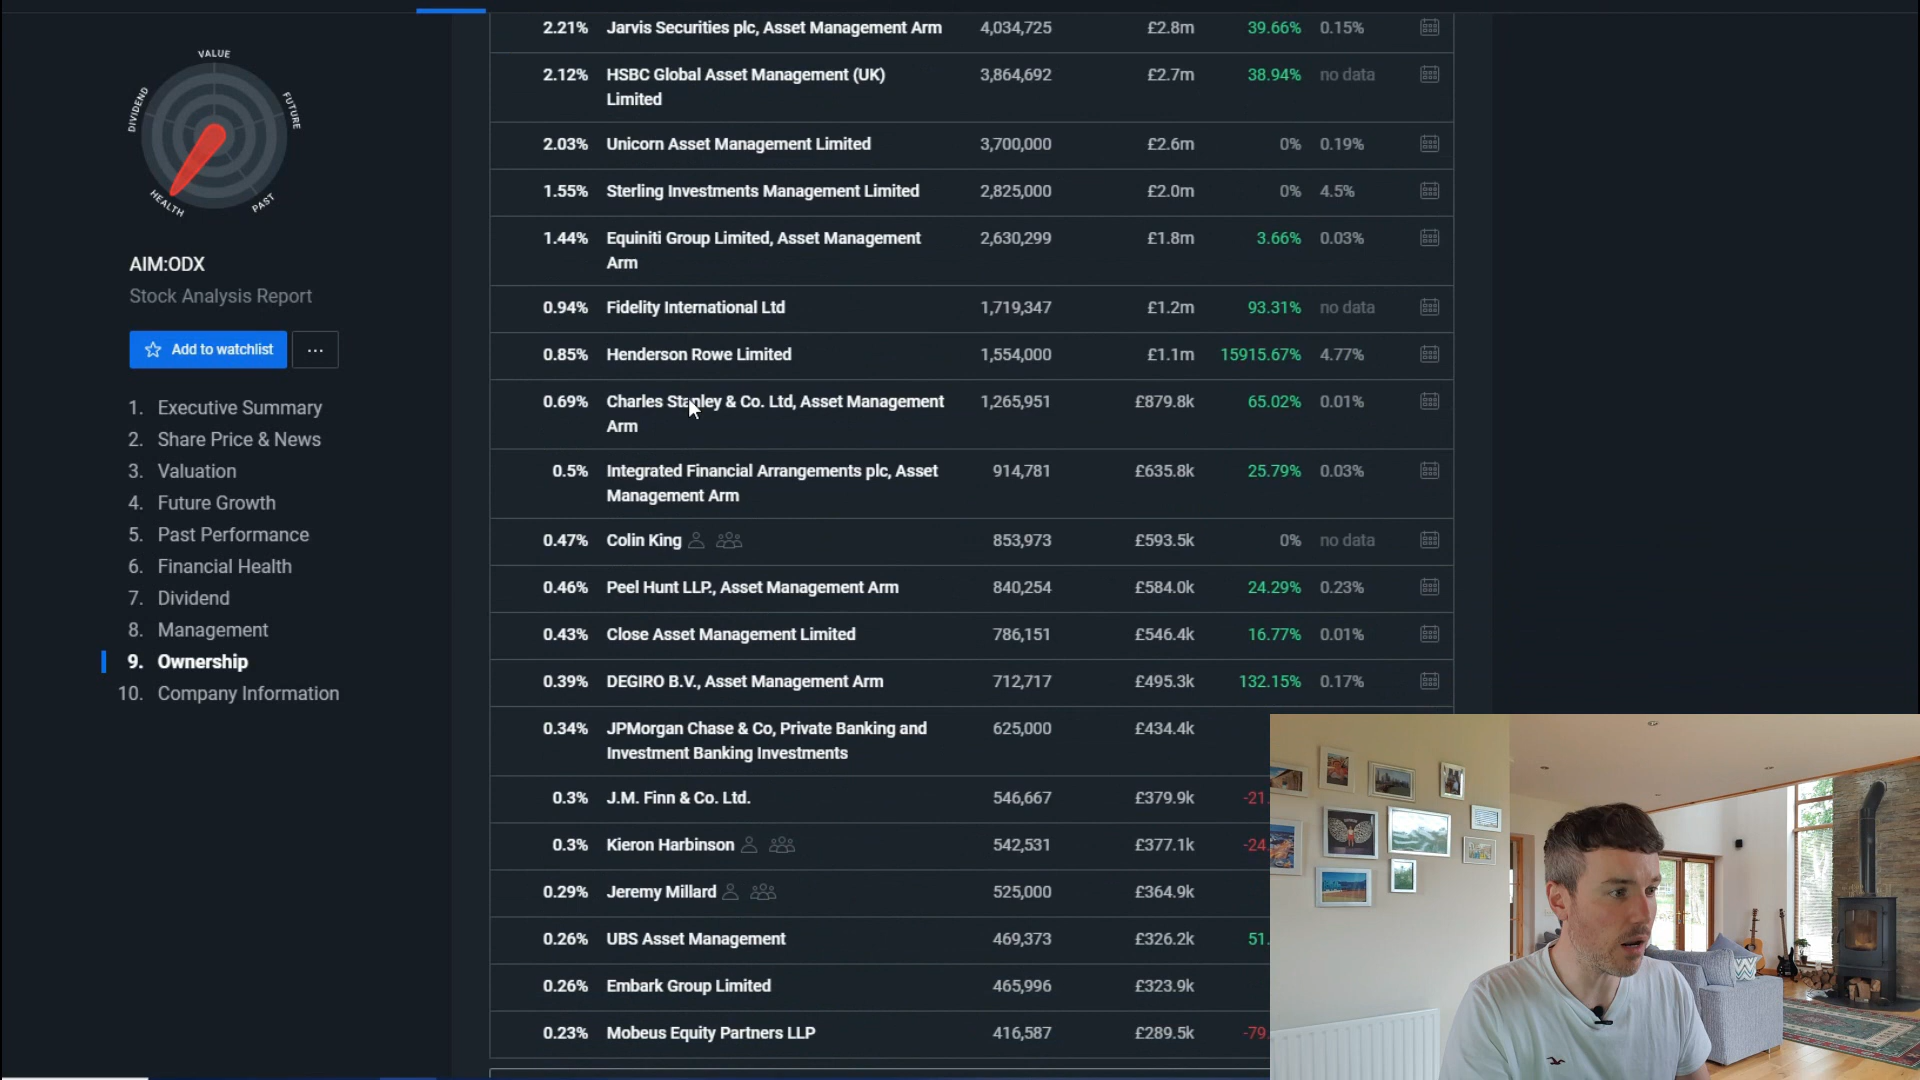 VALUE
FUTURE
DIVIDEND
HEALTH
PAST
AIM:ODX
Stock Analysis Report
Add to watchlist
...
1. Executive Summary
2. Share Price & News
3. Valuation
4. Future Growth
5. Past Performance
6. Financial Health
7. Dividend
8. Management
9. Ownership
10. Company Information
2.21% Jarvis Securities plc, Asset Management Arm 4,034,725 £2.8m 39.66% 0.15%
2.12% HSBC Global Asset Management (UK) 3,864,692 £2.7m 38.94% no data
Limited
2.03% Unicorn Asset Management Limited 3,700,000 £2.6m 0% 0.19%
1.55% Sterling Investments Management Limited 2,825,000 £2.0m 0% 4.5%
1.44% Equiniti Group Limited, Asset Management 2,630,299 £1.8m 3.66% 0.03%
Arm
0.94% Fidelity International Ltd 1,719,347 £1.2m 93.31% no data
0.85% Henderson Rowe Limited 1,554,000 £1.1m 15915.67% 4.77%
0.69% Charles Stanley & Co. Ltd, Asset Management 1,265,951 £879.8k 65.02% 0.01%
Arm
0.5% Integrated Financial Arrangements plc, Asset 914,781 £635.8k 25.79% 0.03%
Management Arm
0.47% Colin King 853,973 £593.5k 0% no data
0.46% Peel Hunt LLP., Asset Management Arm 840,254 £584.0k 24.29% 0.23%
0.43% Close Asset Management Limited 786,151 £546.4k 16.77% 0.01%
0.39% DEGIRO B.V., Asset Management Arm 712,717 £495.3k 132.15% 0.17%
0.34% JPMorgan Chase & Co, Private Banking and 625,000 £434.4k
Investment Banking Investments
0.3% J.M. Finn & Co. Ltd. 546,667 £379.9k -21.
0.3% Kieron Harbinson 542,531 £377.1k -24.
0.29% Jeremy Millard 525,000 £364.9k
0.26% UBS Asset Management 469,373 £326.2k 51.
0.26% Embark Group Limited 465,996 £323.9k
0.23% Mobeus Equity Partners LLP 416,587 £289.5k -79.